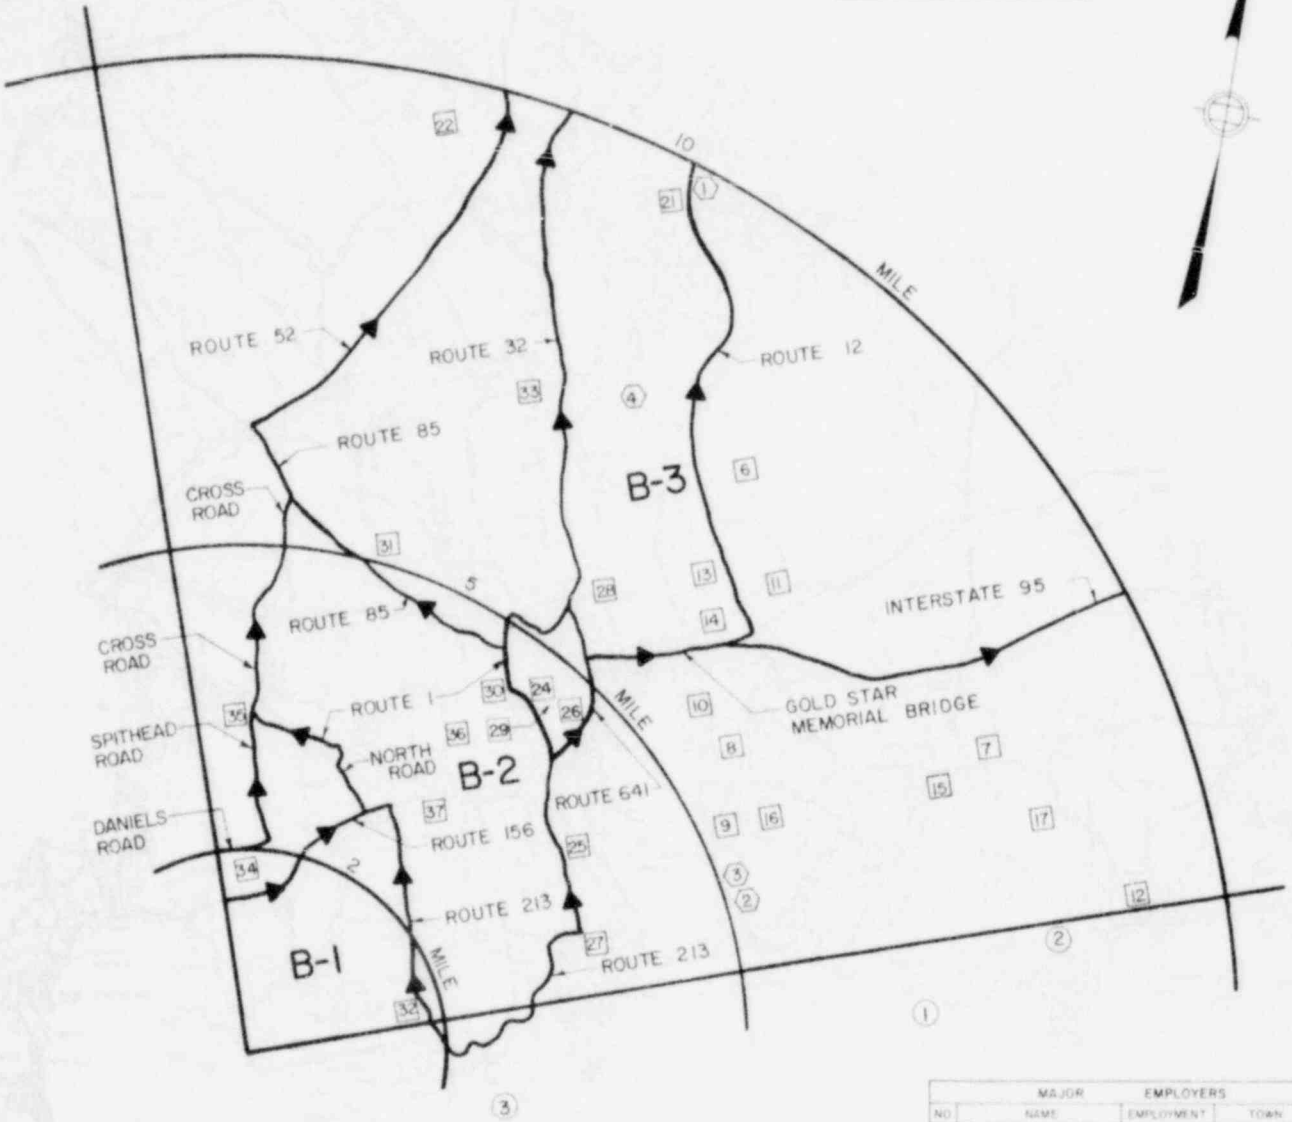 22
10
21
1
MILE
ROUTE 52
ROUTE 32
ROUTE 12
33
4
ROUTE 85
B-3
6
CROSS
ROAD
31
5
28
13
11
14
INTERSTATE 95
ROUTE 85
CROSS
ROAD
30
24
26
MILE
10
GOLD STAR
MEMORIAL BRIDGE
35
ROUTE 1
SPITHEAD
ROAD
36
29
8
7
NORTH
ROAD
B-2
ROUTE 641
15
37
DANIELS
ROAD
ROUTE 156
9
16
17
25
34
2
3
2
12
ROUTE 213
B-1
MILE
27
ROUTE 213
2
32
1
3
MAJOR EMPLOYERS
NO NAME EMPLOYMENT TOWN